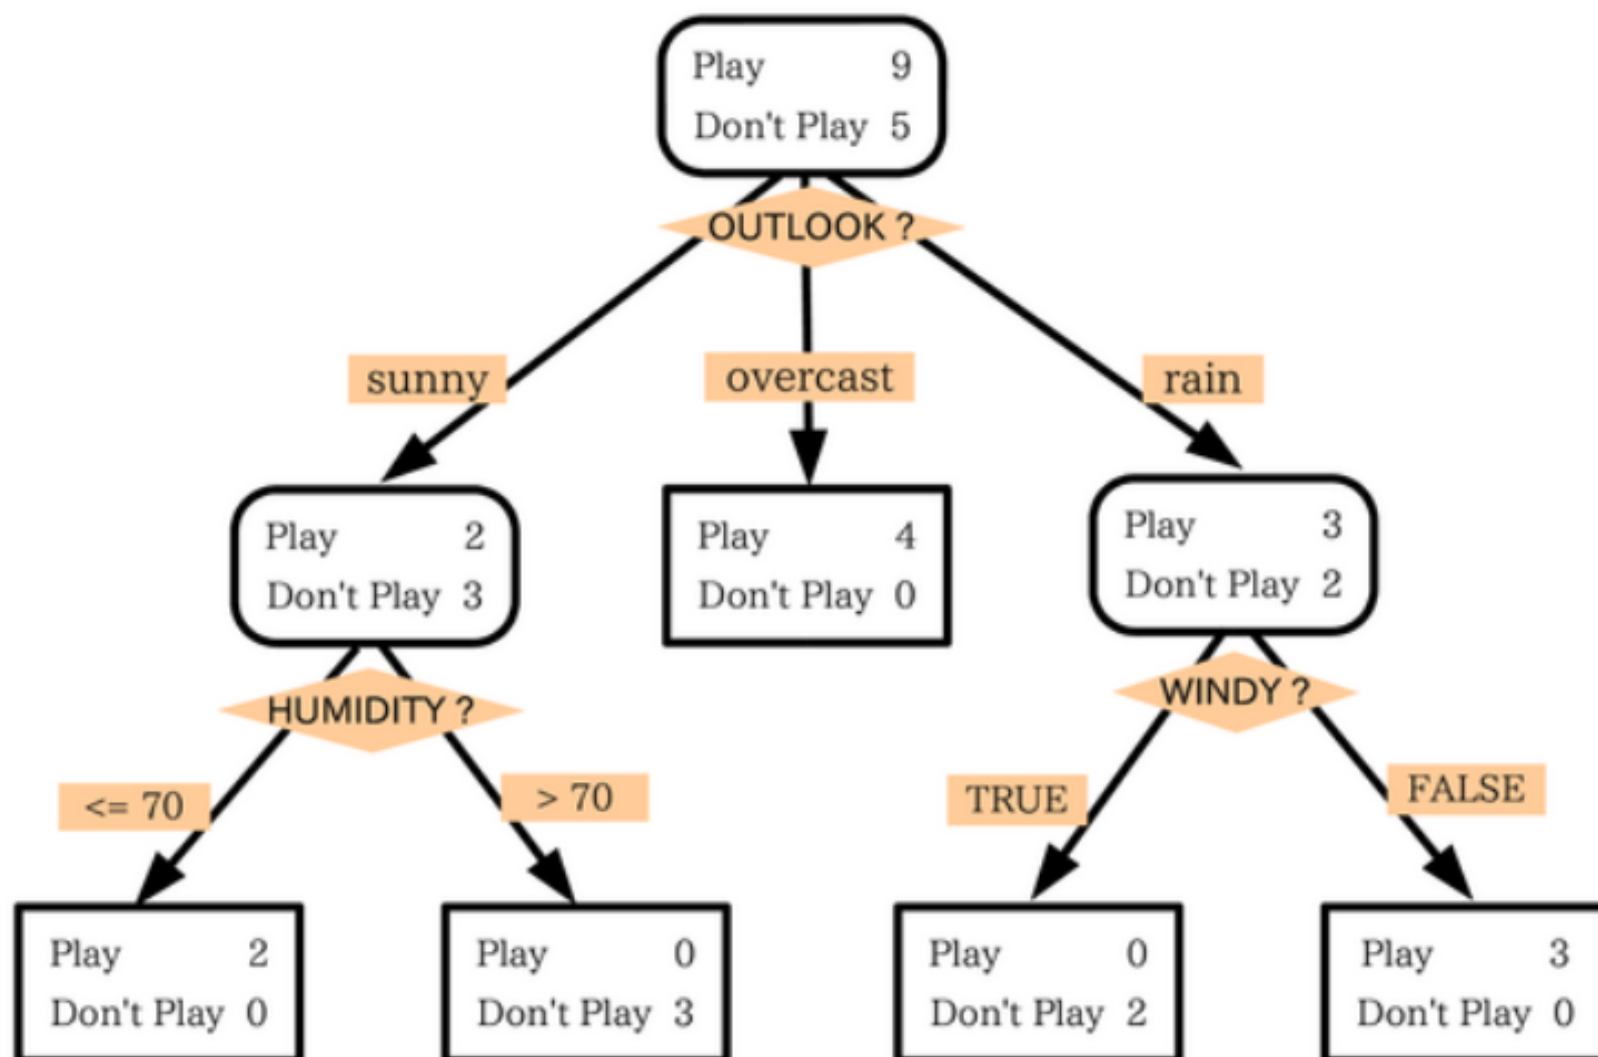 Play 9
Don't Play 5
OUTLOOK ?
sunny
overcast
rain
Play 2
Don't Play 3
Play 4
Don't Play 0
Play 3
Don't Play 2
HUMIDITY ?
WINDY ?
<= 70
> 70
TRUE
FALSE
Play 2
Don't Play 0
Play 0
Don't Play 3
Play 0
Don't Play 2
Play 3
Don't Play 0